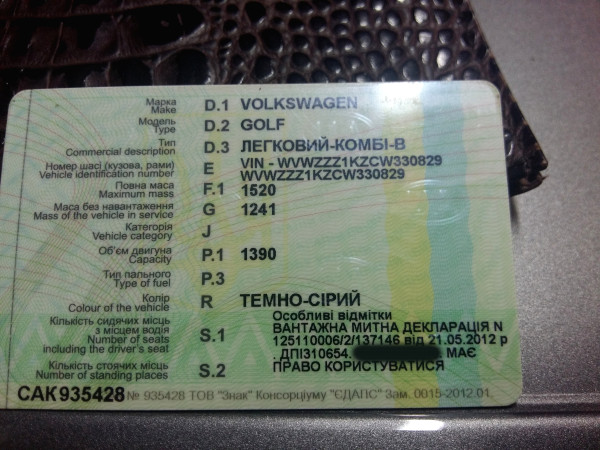 Марка D.1 VOLKSWAGEN
Make
Модель D.2 GOLF
Type
Тип D.3 ЛЕГКОВИЙ-КОМБІ-В
Commercial description
Номер шасі (кузова, рами) E VIN - WVWZZZ1KZCW330829
Vehicle identification number WVWZZZ1KZCW330829
Повна маса F.1 1520
Maximum mass
Маса без навантаження G 1241
Mass of the vehicle in service
Категорія J
Vehicle category
Об'єм двигуна P.1 1390
Capacity
Тип пального P.3
Type of fuel
Колір R ТЕМНО-СІРИЙ
Colour of the vehicle
Кількість сидячих місць S.1 Особливі відмітки
з місцем водія ВАНТАЖНА МИТНА ДЕКЛАРАЦІЯ N
Number of seats 125110006/2/137146 від 21.05.2012 р
including the driver's seat . ДПІ310654. МАЄ
Кількість стоячих місць S.2 ПРАВО КОРИСТУВАТИСЯ
Number of standing places
САК935428 № 935428 ТОВ "Знак" Консорціуму "ЄДАПС" Зам. 0015-2012.01.